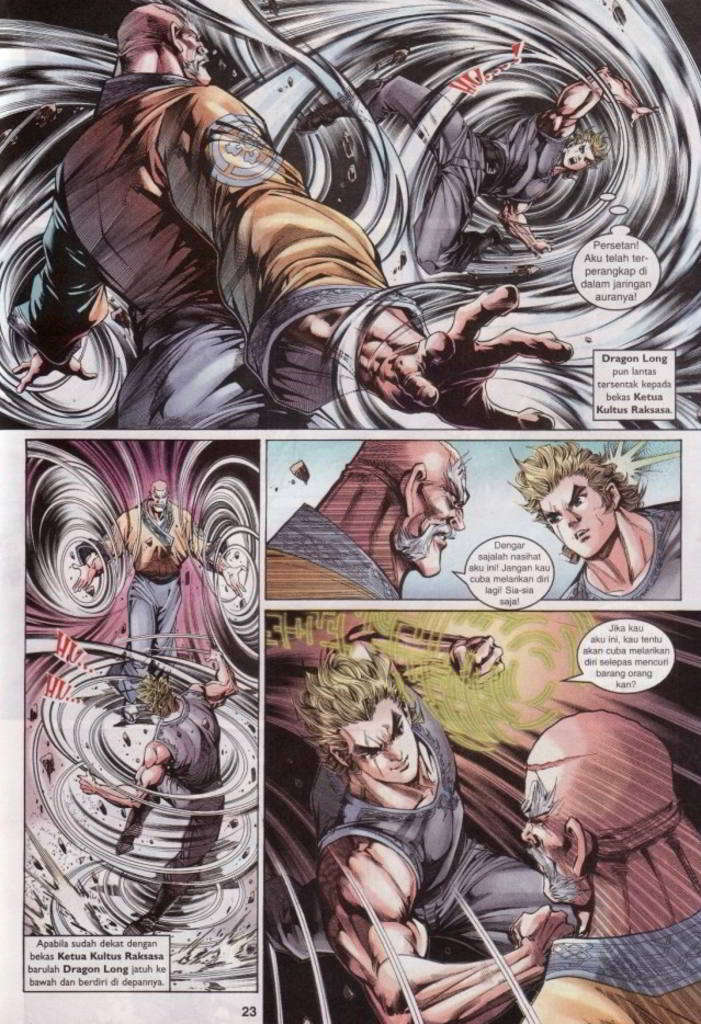 HU...
Persetan!
Aku telah ter-
perangkap di
dalam jaringan
auranya!
Dragon Long
pun lantas
tersentak kepada
bekas Ketua
Kultus Raksasa.
HU...
HU...
Apabila sudah dekat dengan
bekas Ketua Kultus Raksasa
barulah Dragon Long jatuh ke
bawah dan berdiri di depannya.
Dengar
sajalah nasihat
aku ini! Jangan kau
cuba melarikan diri
lagi! Sia-sia
saja!
Jika kau
aku ini, kau tentu
akan cuba melarikan
diri selepas mencuri
barang orang
kan?
23